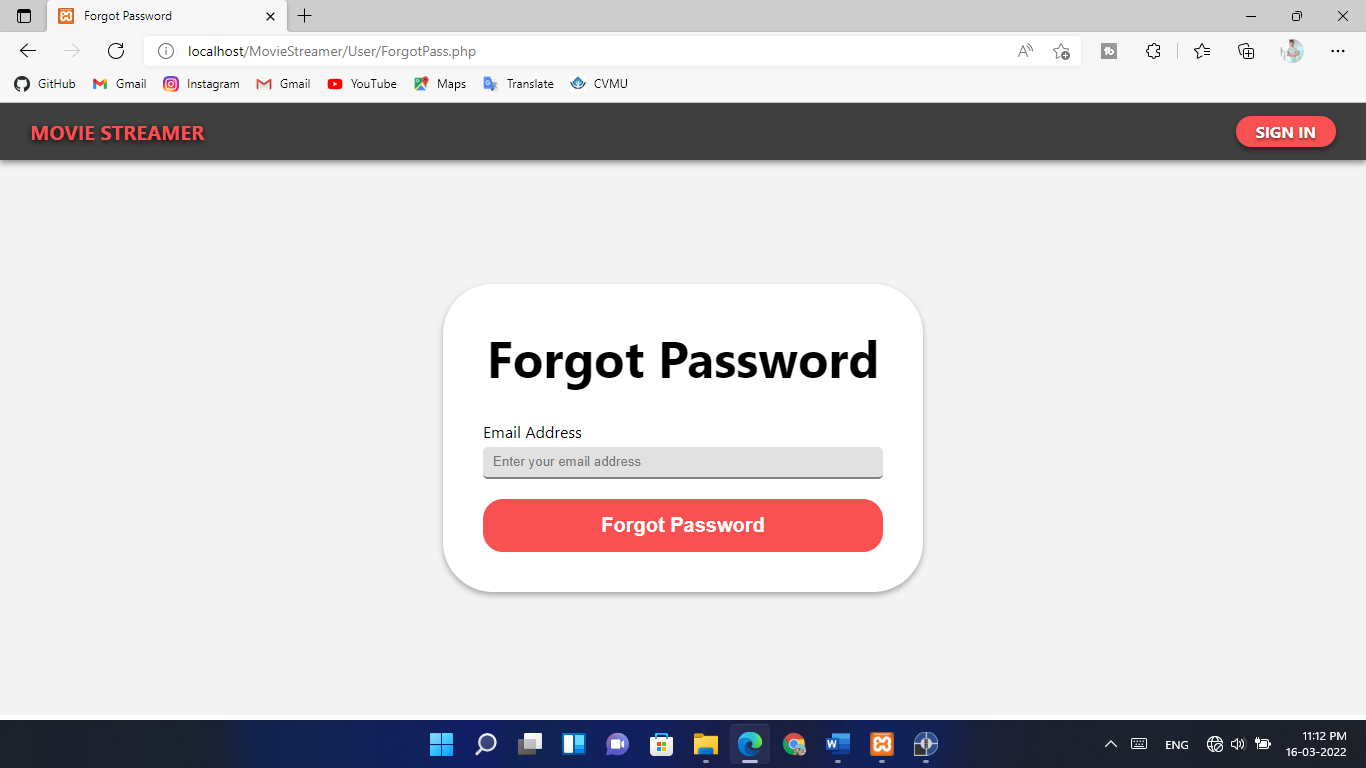 Forgot Password
localhost/MovieStreamer/User/ForgotPass.php
GitHub Gmail Instagram Gmail YouTube Maps Translate CVMU
MOVIE STREAMER SIGN IN
Forgot Password
Email Address
Enter your email address
Forgot Password
ENG 11:12 PM
16-03-2022